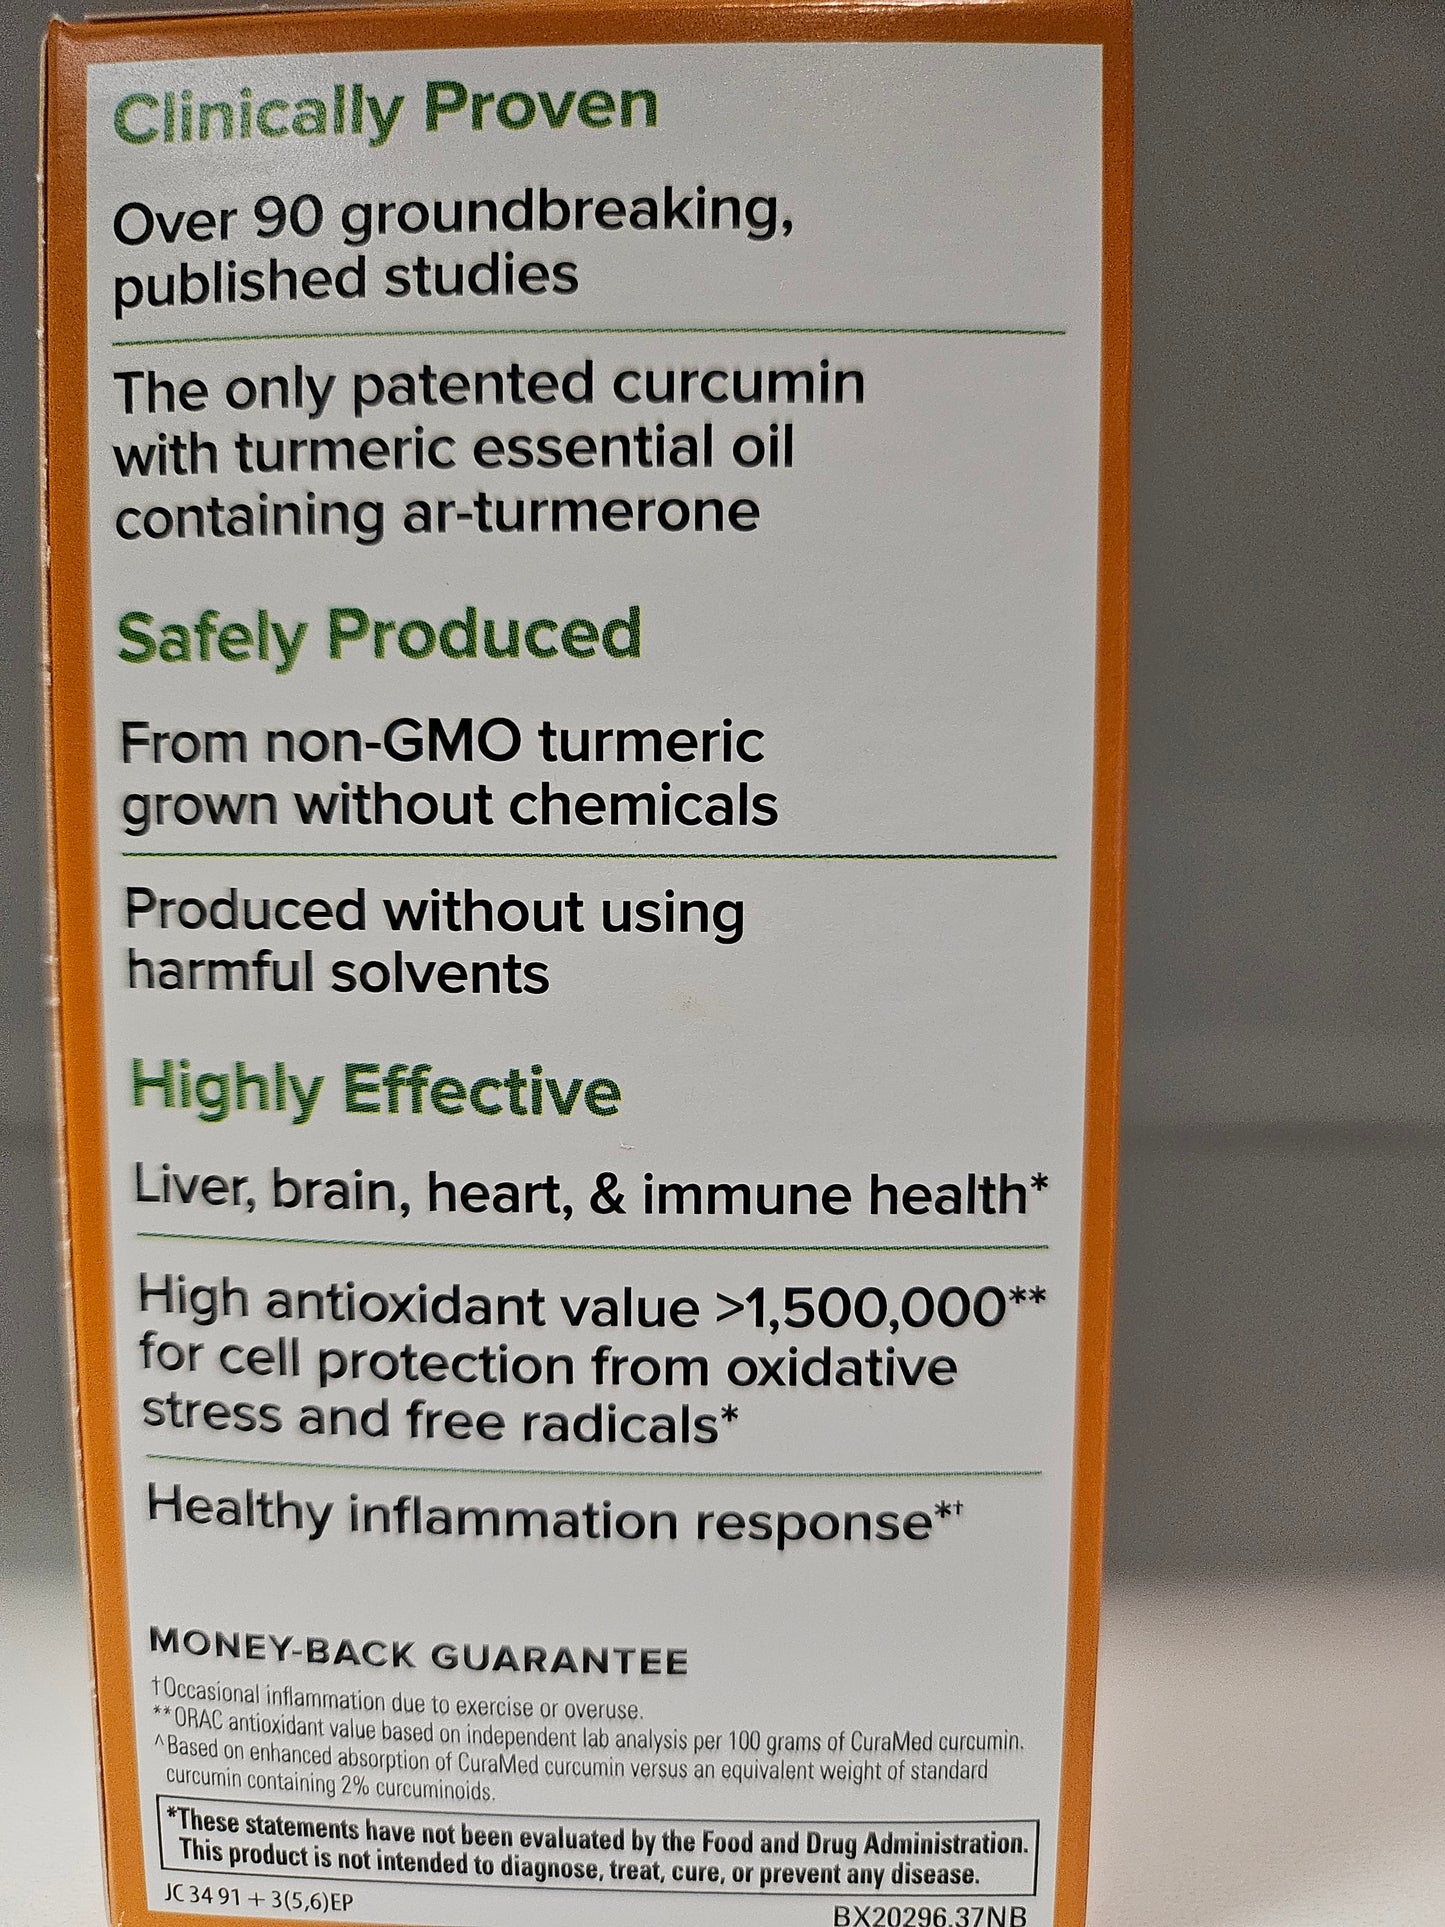 Clinically Proven
Over 90 groundbreaking,
published studies
The only patented curcumin
with turmeric essential oil
containing ar-turmerone
Safely Produced
From non-GMO turmeric
grown without chemicals
Produced without using
harmful solvents
Highly Effective
Liver, brain, heart, & immune health*
High antioxidant value >1,500,000**
for cell protection from oxidative
stress and free radicals*
Healthy inflammation response*†
MONEY-BACK GUARANTEE
†Occasional inflammation due to exercise or overuse.
**ORAC antioxidant value based on independent lab analysis per 100 grams of CuraMed curcumin.
^Based on enhanced absorption of CuraMed curcumin versus an equivalent weight of standard
curcumin containing 2% curcuminoids.
*These statements have not been evaluated by the Food and Drug Administration.
This product is not intended to diagnose, treat, cure, or prevent any disease.
JC 34 91 + 3(5,6)EP
BX20296.37NB